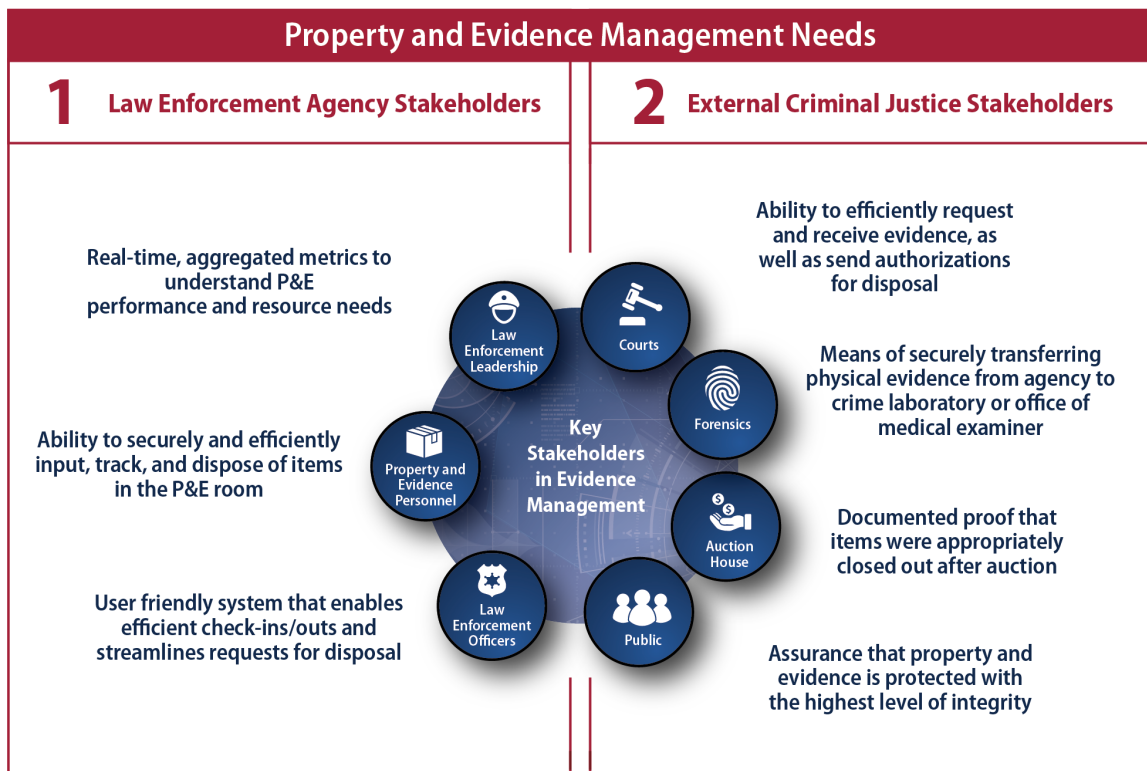 Property and Evidence Management Needs
1 Law Enforcement Agency Stakeholders
Real-time, aggregated metrics to
understand P&E
performance and resource needs
Ability to securely and efficiently
input, track, and dispose of items
in the P&E room
User friendly system that enables
efficient check-ins/outs and
streamlines requests for disposal
Law
Enforcement
Leadership
Property and
Evidence
Personnel
Law
Enforcement
Officers
Key
Stakeholders
in Evidence
Management
2 External Criminal Justice Stakeholders
Courts
Forensics
Auction
House
Public
Ability to efficiently request
and receive evidence, as
well as send authorizations
for disposal
Means of securely transferring
physical evidence from agency to
crime laboratory or office of
medical examiner
Documented proof that
items were appropriately
closed out after auction
Assurance that property and
evidence is protected with
the highest level of integrity